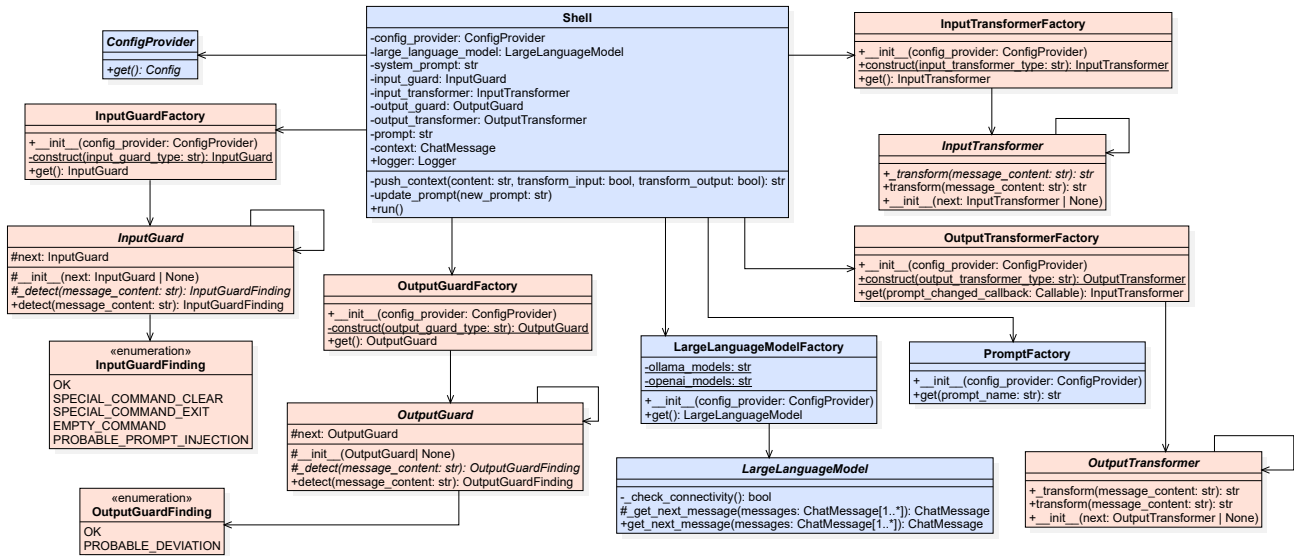 Shell
-config_provider: ConfigProvider
-large_language_model: LargeLanguageModel
-system_prompt: str
-input_guard: InputGuard
-input_transformer: InputTransformer
-output_guard: OutputGuard
-output_transformer: OutputTransformer
-prompt: str
-context: ChatMessage
+logger: Logger
-push_context(content: str, transform_input: bool, transform_output: bool): str
-update_prompt(new_prompt: str)
+run()
ConfigProvider
+get(): Config
InputGuardFactory
+__init__(config_provider: ConfigProvider)
-construct(input_guard_type: str): InputGuard
+get(): InputGuard
InputGuard
#next: InputGuard
#__init__(next: InputGuard | None)
#_detect(message_content: str): InputGuardFinding
+detect(message_content: str): InputGuardFinding
«enumeration»
InputGuardFinding
OK
SPECIAL_COMMAND_CLEAR
SPECIAL_COMMAND_EXIT
EMPTY_COMMAND
PROBABLE_PROMPT_INJECTION
OutputGuardFactory
+__init__(config_provider: ConfigProvider)
-construct(output_guard_type: str): OutputGuard
+get(): OutputGuard
OutputGuard
#next: OutputGuard
#__init__(OutputGuard| None)
#_detect(message_content: str): OutputGuardFinding
+detect(message_content: str): OutputGuardFinding
«enumeration»
OutputGuardFinding
OK
PROBABLE_DEVIATION
InputTransformerFactory
+__init__(config_provider: ConfigProvider)
+construct(input_transformer_type: str): InputTransformer
+get(): InputTransformer
InputTransformer
+_transform(message_content: str): str
+transform(message_content: str): str
+__init__(next: InputTransformer | None)
OutputTransformerFactory
+__init__(config_provider: ConfigProvider)
+construct(output_transformer_type: str): OutputTransformer
+get(prompt_changed_callback: Callable): InputTransformer
LargeLanguageModelFactory
-ollama_models: str
-openai_models: str
+__init__(config_provider: ConfigProvider)
+get(): LargeLanguageModel
PromptFactory
+__init__(config_provider: ConfigProvider)
+get(prompt_name: str): str
LargeLanguageModel
-_check_connectivity(): bool
#_get_next_message(messages: ChatMessage[1..*]): ChatMessage
+get_next_message(messages: ChatMessage[1..*]): ChatMessage
OutputTransformer
+_transform(message_content: str): str
+transform(message_content: str): str
+__init__(next: OutputTransformer | None)